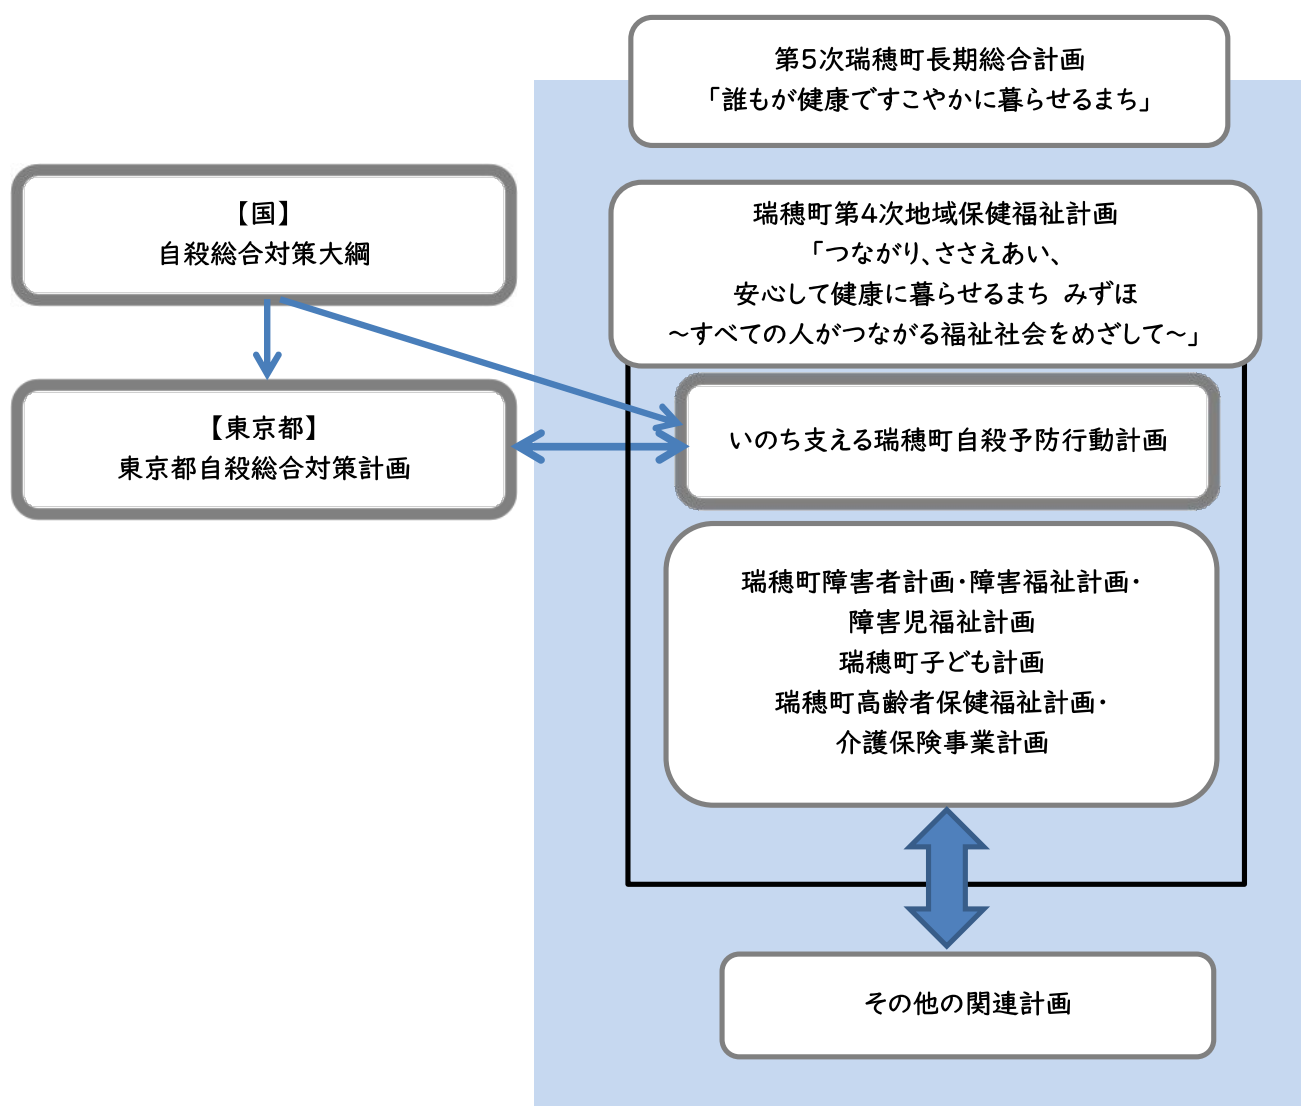 第5次瑞穂町長期総合計画
「誰もが健康ですこやかに暮らせるまち」
【国】
自殺総合対策大綱
瑞穂町第4次地域保健福祉計画
「つながり、ささえあい、
安心して健康に暮らせるまち みずほ
~すべての人がつながる福祉社会をめざして~」
【東京都】
東京都自殺総合対策計画
いのち支える瑞穂町自殺予防行動計画
瑞穂町障害者計画・障害福祉計画・
障害児福祉計画
瑞穂町子ども計画
瑞穂町高齢者保健福祉計画・
介護保険事業計画
その他の関連計画